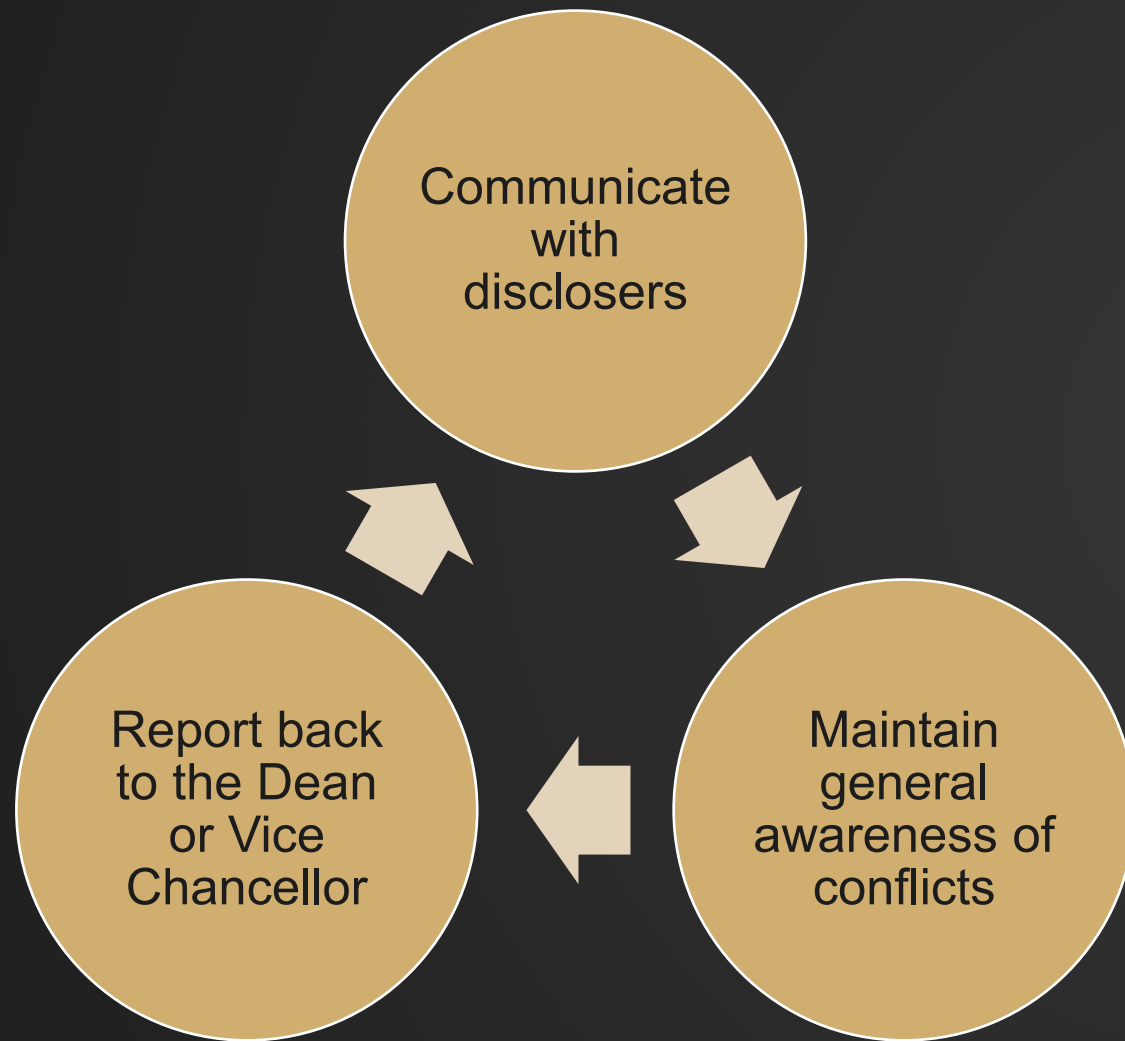 Communicate
with
disclosers
Maintain
general
awareness of
conflicts
Report back
to the Dean
or Vice
Chancellor